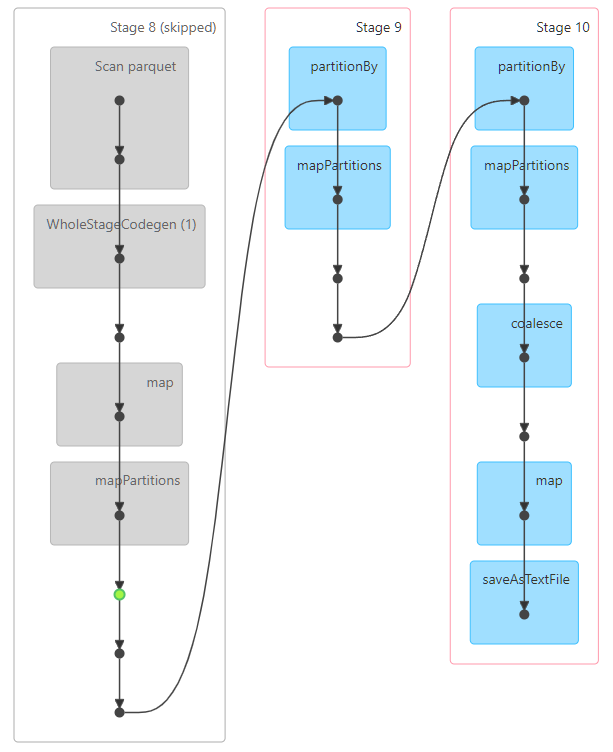 Stage 8 (skipped)
Scan parquet
WholeStageCodegen (1)
map
mapPartitions
Stage 9
partitionBy
mapPartitions
Stage 10
partitionBy
mapPartitions
coalesce
map
saveAsTextFile